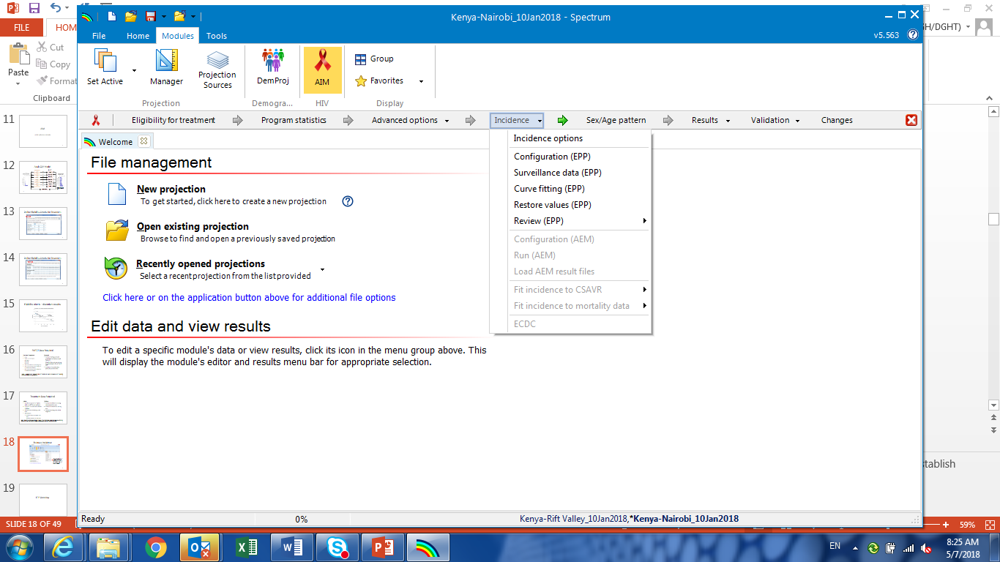 FILE
HOM
Cut
Copy
Format
Paste
Clipboard
11
12
13
14
15
16
17
18
19
SLIDE 18 OF 49
Kenya-Nairobi_10Jan2018 - Spectrum
GH/DGHT)
File Home Modules Tools
v5.563
Set Active
Manager
Projection
Sources
DemProj
AIM
Group
Favorites
Projection
Demogra...
HIV
Display
Eligibility for treatment Program statistics Advanced options Incidence Sex/Age pattern Results Validation Changes
Welcome
File management
New projection
To get started, click here to create a new projection
Open existing projection
Browse to find and open a previously saved projection
Recently opened projections
Select a recent projection from the list provided
Click here or on the application button above for additional file options
Edit data and view results
To edit a specific module's data or view results, click its icon in the menu group above. This
will display the module's editor and results menu bar for appropriate selection.
Incidence options
Configuration (EPP)
Surveillance data (EPP)
Curve fitting (EPP)
Restore values (EPP)
Review (EPP)
Configuration (AEM)
Run (AEM)
Load AEM result files
Fit incidence to CSAVR
Fit incidence to mortality data
ECDC
stablish
Ready
0%
Kenya-Rift Valley_10Jan2018,*Kenya-Nairobi_10Jan2018
59%
EN
8:25 AM
5/7/2018